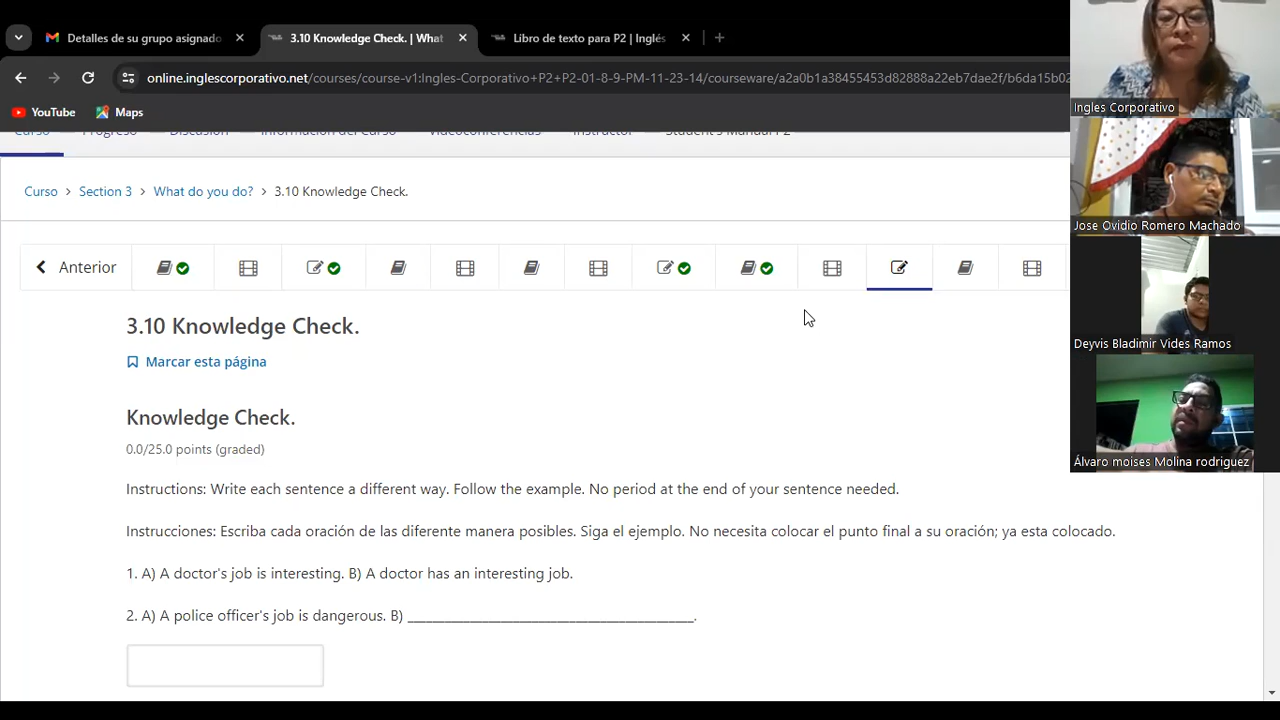 Detalles de su grupo asignado
3.10 Knowledge Check. | What
Libro de texto para P2 | Inglés
online.inglescorporativo.net/courses/course-v1:Ingles-Corporativo+P2+P2-01-8-9-PM-11-23-14/courseware/a2a0b1a38455453d82888a22eb7dae2f/b6da15b02
YouTube
Maps
Curso Progreso Discusión Información del Curso Videoconferencias Instructor Student's Manual P2
Curso > Section 3 > What do you do? > 3.10 Knowledge Check.
Anterior
3.10 Knowledge Check.
Marcar esta página
Knowledge Check.
0.0/25.0 points (graded)
Instructions: Write each sentence a different way. Follow the example. No period at the end of your sentence needed.
Instrucciones: Escriba cada oración de las diferente manera posibles. Siga el ejemplo. No necesita colocar el punto final a su oración; ya esta colocado.
1. A) A doctor's job is interesting. B) A doctor has an interesting job.
2. A) A police officer's job is dangerous. B) ________________________________________.
Ingles Corporativo
Jose Ovidio Romero Machado
Deyvis Bladimir Vides Ramos
Álvaro moises Molina rodriguez